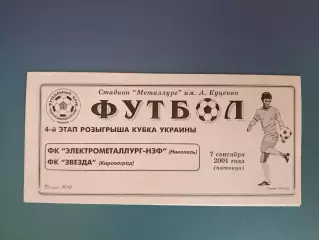 Стадион "Металлург" им. А. Куценко
ФУТБОЛ
4-й ЭТАП РОЗЫГРЫША КУБКА УКРАИНЫ
ФК "ЭЛЕКТРОМЕТАЛЛУРГ-НЗФ" (Никополь)
ФК "ЗВЕЗДА" (Кировоград)
7 сентября
2001 года
(пятница)